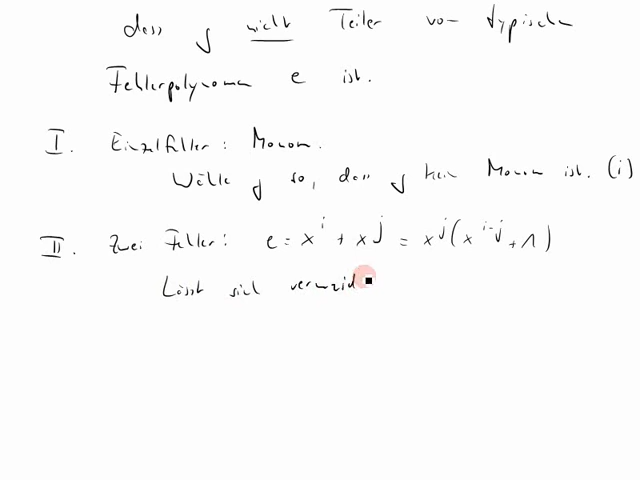 dass g nicht Teiler von typischen
Fehlerpolynomen e ist.
I. Einzelfehler: Monom.
Wähle g so, dass g kein Monom ist. (i)
II. Zwei Fehler: e = x^i + x^j = x^j(x^{i-j} + 1)
Lässt sich vermeid